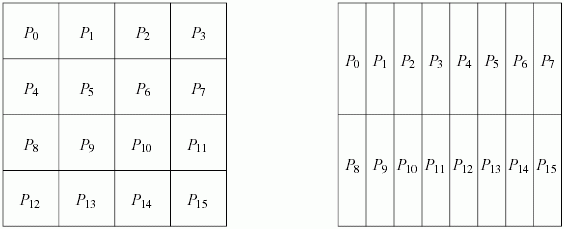 P0 P1 P2 P3
P4 P5 P6 P7
P8 P9 P10 P11
P12 P13 P14 P15
P0 P1 P2 P3 P4 P5 P6 P7
P8 P9 P10 P11 P12 P13 P14 P15